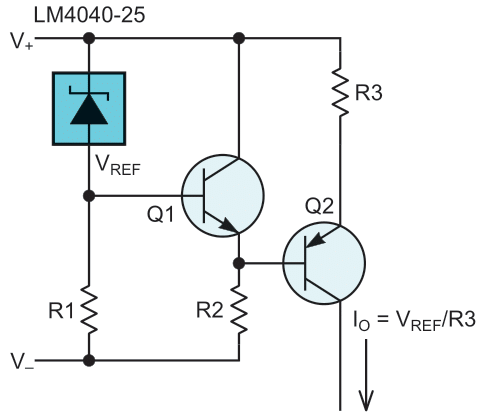 LM4040-25
V+
R3
VREF
Q1
Q2
R1
R2
IO = VREF/R3
V–